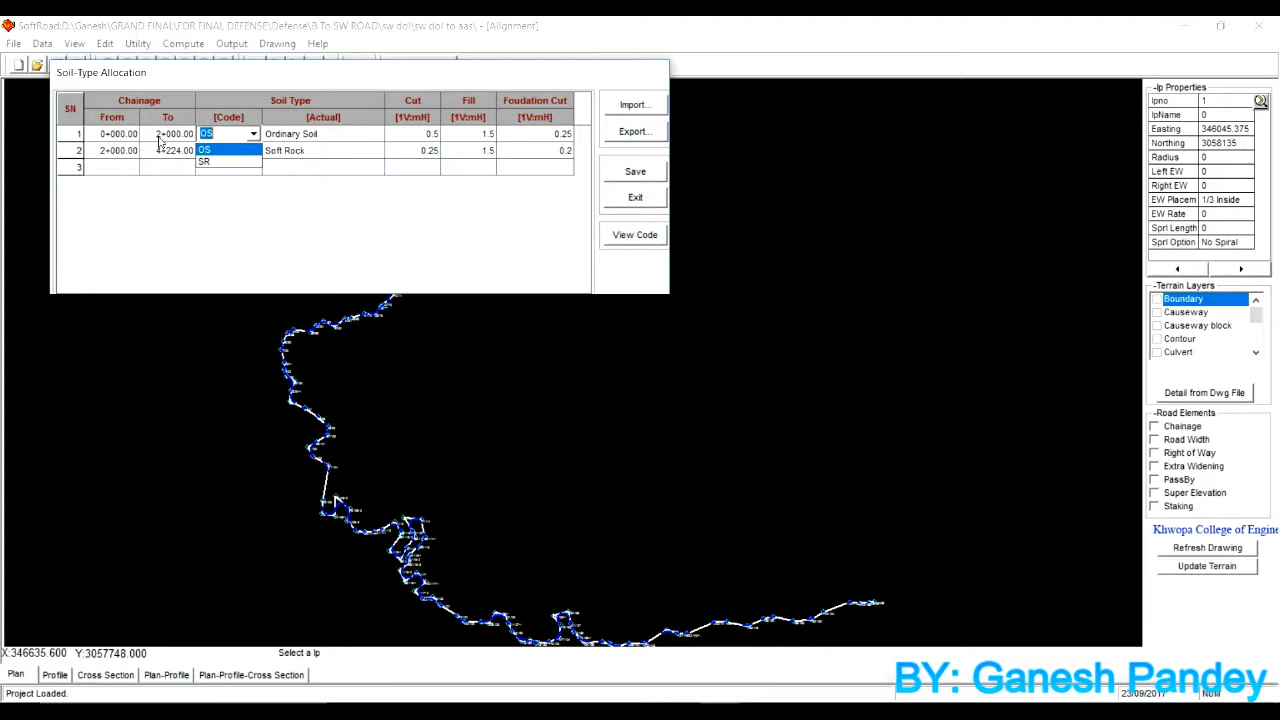 SoftRoad:D:\Ganesh\GRAND FINAL\FOR FINAL DEFENSE\Defense\B To SW ROAD\sw dol\sw dol to aas\ - [Alignment]
File Data View Edit Utility Compute Output Drawing Help
Soil-Type Allocation
SN Chainage Soil Type Cut Fill Foudation Cut
From To [Code] [Actual] [1V:mH] [1V:mH] [1V:mH]
1 0+000.00 2+000.00 OS Ordinary Soil 0.5 1.5 0.25
2 2+000.00 4+224.00 OS Soft Rock 0.25 1.5 0.2
SR
3
Import...
Export...
Save
Exit
View Code
Ip Properties
Ipno 1
IpName 0
Easting 346045.375
Northing 3058135
Radius 0
Left EW 0
Right EW 0
EW Placem 1/3 Inside
EW Rate 0
Sprl Length 0
Sprl Option No Spiral
Terrain Layers
Boundary
Causeway
Causeway block
Contour
Culvert
Detail from Dwg File
Road Elements
Chainage
Road Width
Right of Way
Extra Widening
PassBy
Super Elevation
Staking
Khwopa College of Engine
Refresh Drawing
Update Terrain
X:346635.600 Y:3057748.000 Select a Ip
Plan Profile Cross Section Plan-Profile Plan-Profile-Cross Section
BY: Ganesh Pandey
Project Loaded. 23/09/2017 NUM